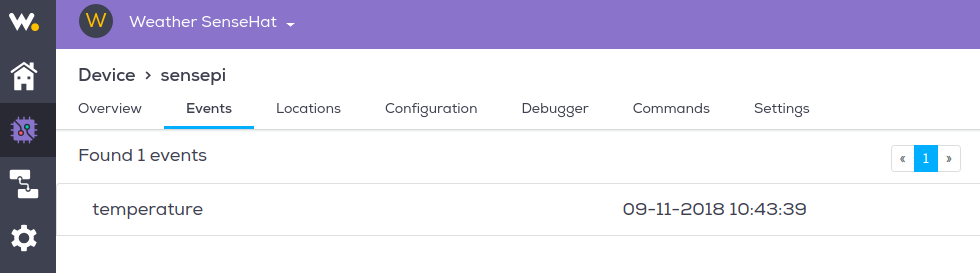 w.
W Weather SenseHat
Device > sensepi
Overview Events Locations Configuration Debugger Commands Settings
Found 1 events
« 1 »
temperature 09-11-2018 10:43:39